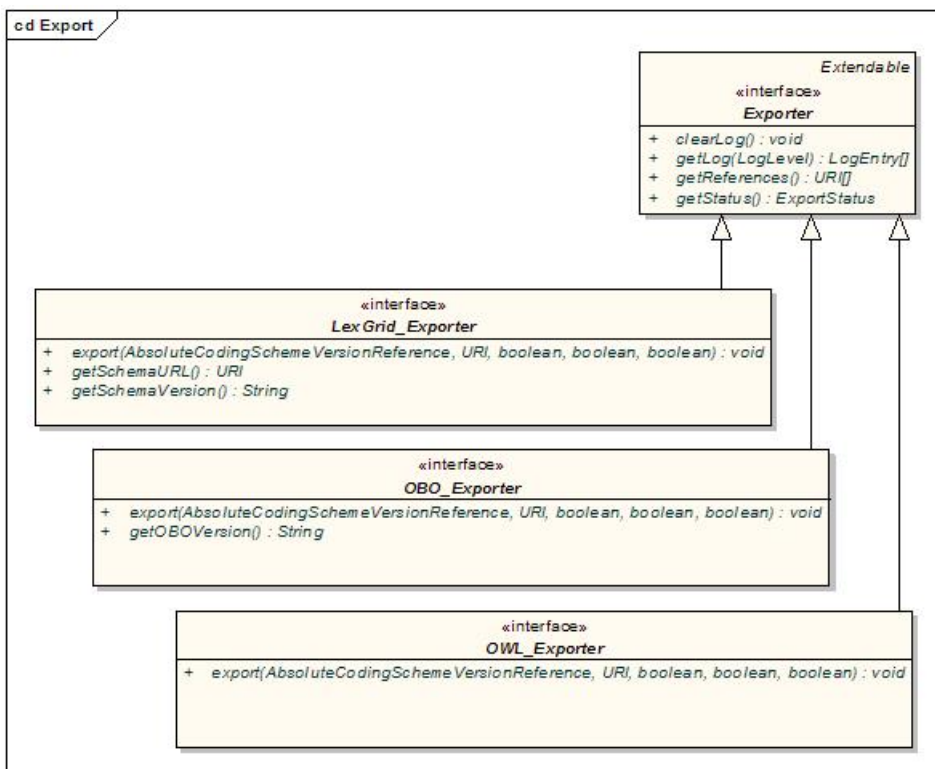 cd Export
Extendable
«interface»
Exporter
+ clearLog() : void
+ getLog(LogLevel) : LogEntry[]
+ getReferences() : URI[]
+ getStatus() : ExportStatus
«interface»
LexGrid_Exporter
+ export(AbsoluteCodingSchemeVersionReference, URI, boolean, boolean, boolean) : void
+ getSchemaURL() : URI
+ getSchemaVersion() : String
«interface»
OBO_Exporter
+ export(AbsoluteCodingSchemeVersionReference, URI, boolean, boolean, boolean) : void
+ getOBOVersion() : String
«interface»
OWL_Exporter
+ export(AbsoluteCodingSchemeVersionReference, URI, boolean, boolean, boolean) : void